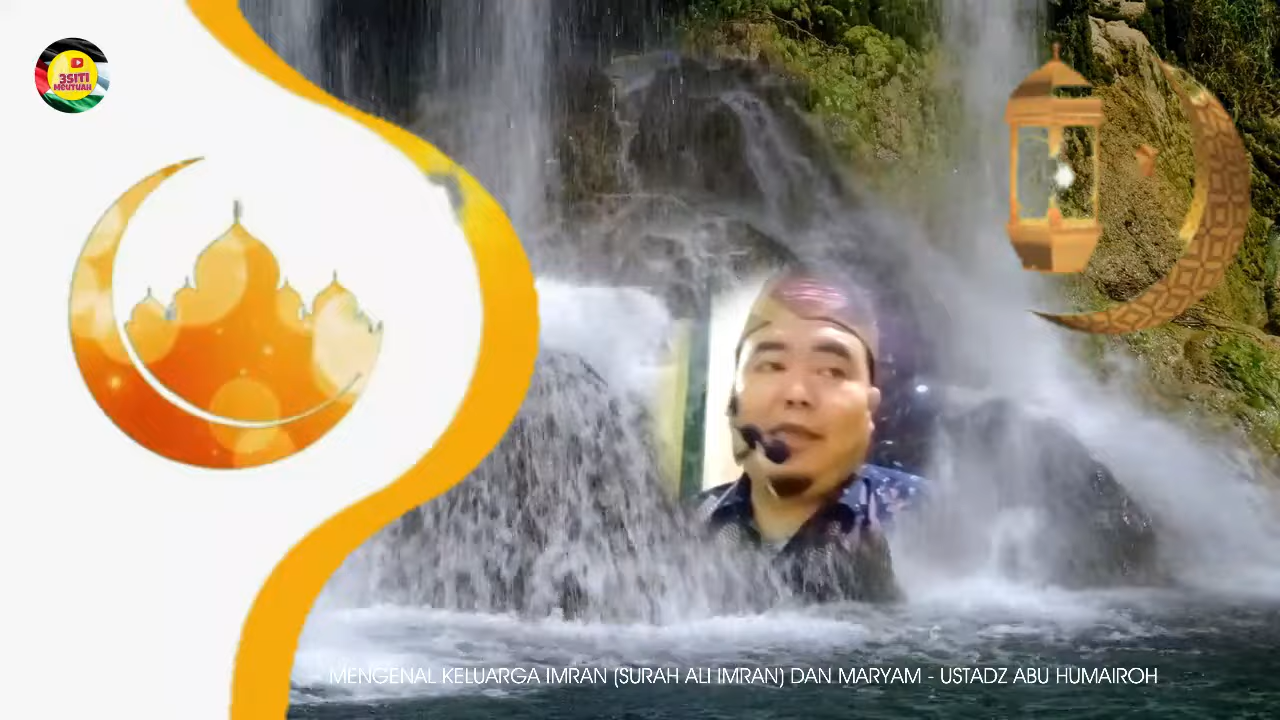 3SITI
MEUTUAH
MENGENAL KELUARGA IMRAN (SURAH ALI IMRAN) DAN MARYAM - USTADZ ABU HUMAIROH